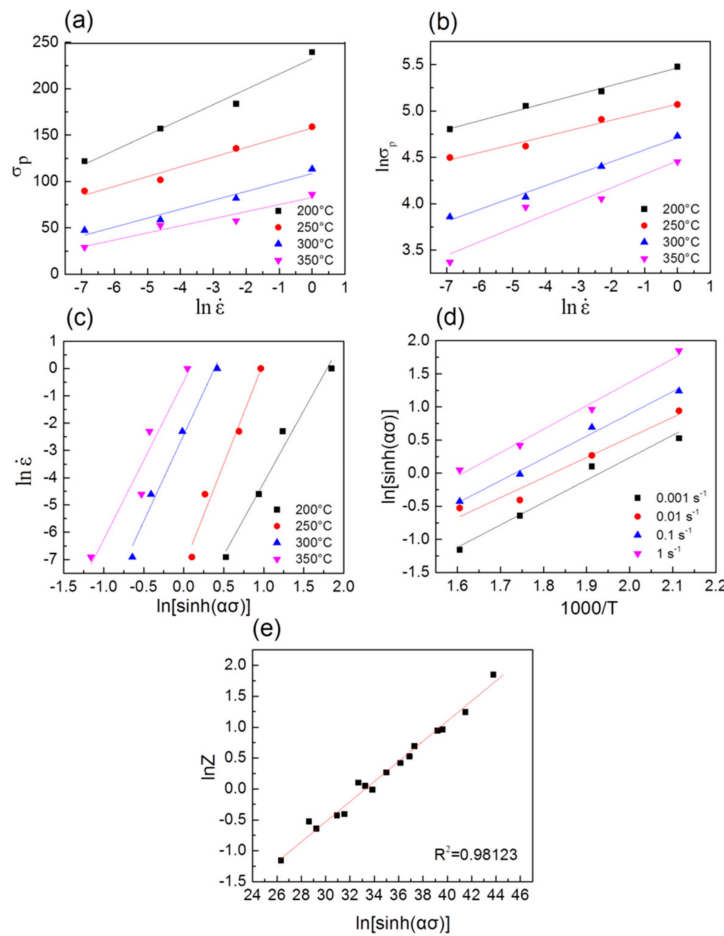 (a)
250
200
150
100
50
0
σp
-7 -6 -5 -4 -3 -2 -1 0 1
ln ε̇
200°C
250°C
300°C
350°C
(b)
5.5
5.0
4.5
4.0
3.5
lnσp
-7 -6 -5 -4 -3 -2 -1 0 1
ln ε̇
200°C
250°C
300°C
350°C
(c)
1
0
-1
-2
-3
-4
-5
-6
-7
ln ε̇
-1.5 -1.0 -0.5 0.0 0.5 1.0 1.5 2.0
ln[sinh(ασ)]
200°C
250°C
300°C
350°C
(d)
2.0
1.5
1.0
0.5
0.0
-0.5
-1.0
-1.5
ln[sinh(ασ)]
1.6 1.7 1.8 1.9 2.0 2.1 2.2
1000/T
0.001 s⁻¹
0.01 s⁻¹
0.1 s⁻¹
1 s⁻¹
(e)
2.0
1.5
1.0
0.5
0.0
-0.5
-1.0
-1.5
lnZ
24 26 28 30 32 34 36 38 40 42 44 46
ln[sinh(ασ)]
R²=0.98123